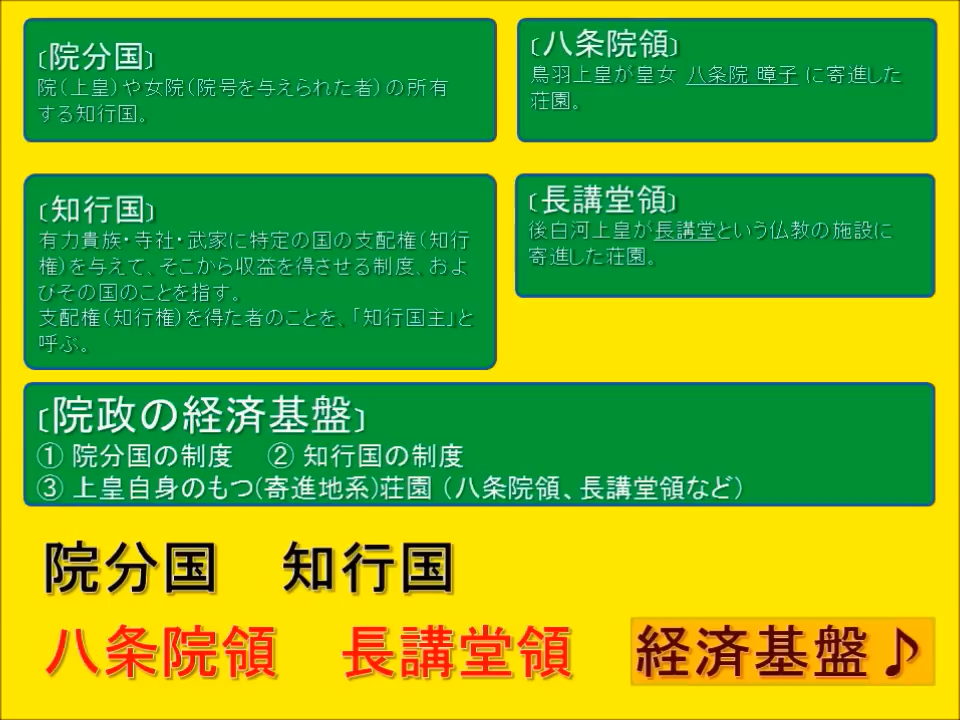 〔院分国〕
院（上皇）や女院（院号を与えられた者）の所有
する知行国。
〔八条院領〕
鳥羽上皇が皇女 八条院 暲子 に寄進した
荘園。
〔知行国〕
有力貴族・寺社・武家に特定の国の支配権（知行
権）を与えて、そこから収益を得させる制度、およ
びその国のことを指す。
支配権（知行権）を得た者のことを、「知行国主」と
呼ぶ。
〔長講堂領〕
後白河上皇が長講堂という仏教の施設に
寄進した荘園。
〔院政の経済基盤〕
① 院分国の制度　② 知行国の制度
③ 上皇自身のもつ(寄進地系)荘園（八条院領、長講堂領など）
院分国　知行国
八条院領　長講堂領
経済基盤♪